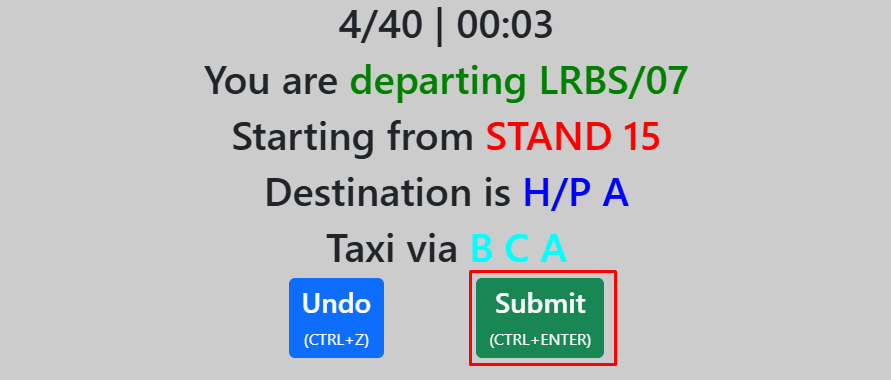 4/40 | 00:03
You are departing LRBS/07
Starting from STAND 15
Destination is H/P A
Taxi via B C A
Undo Submit
(CTRL+Z) (CTRL+ENTER)